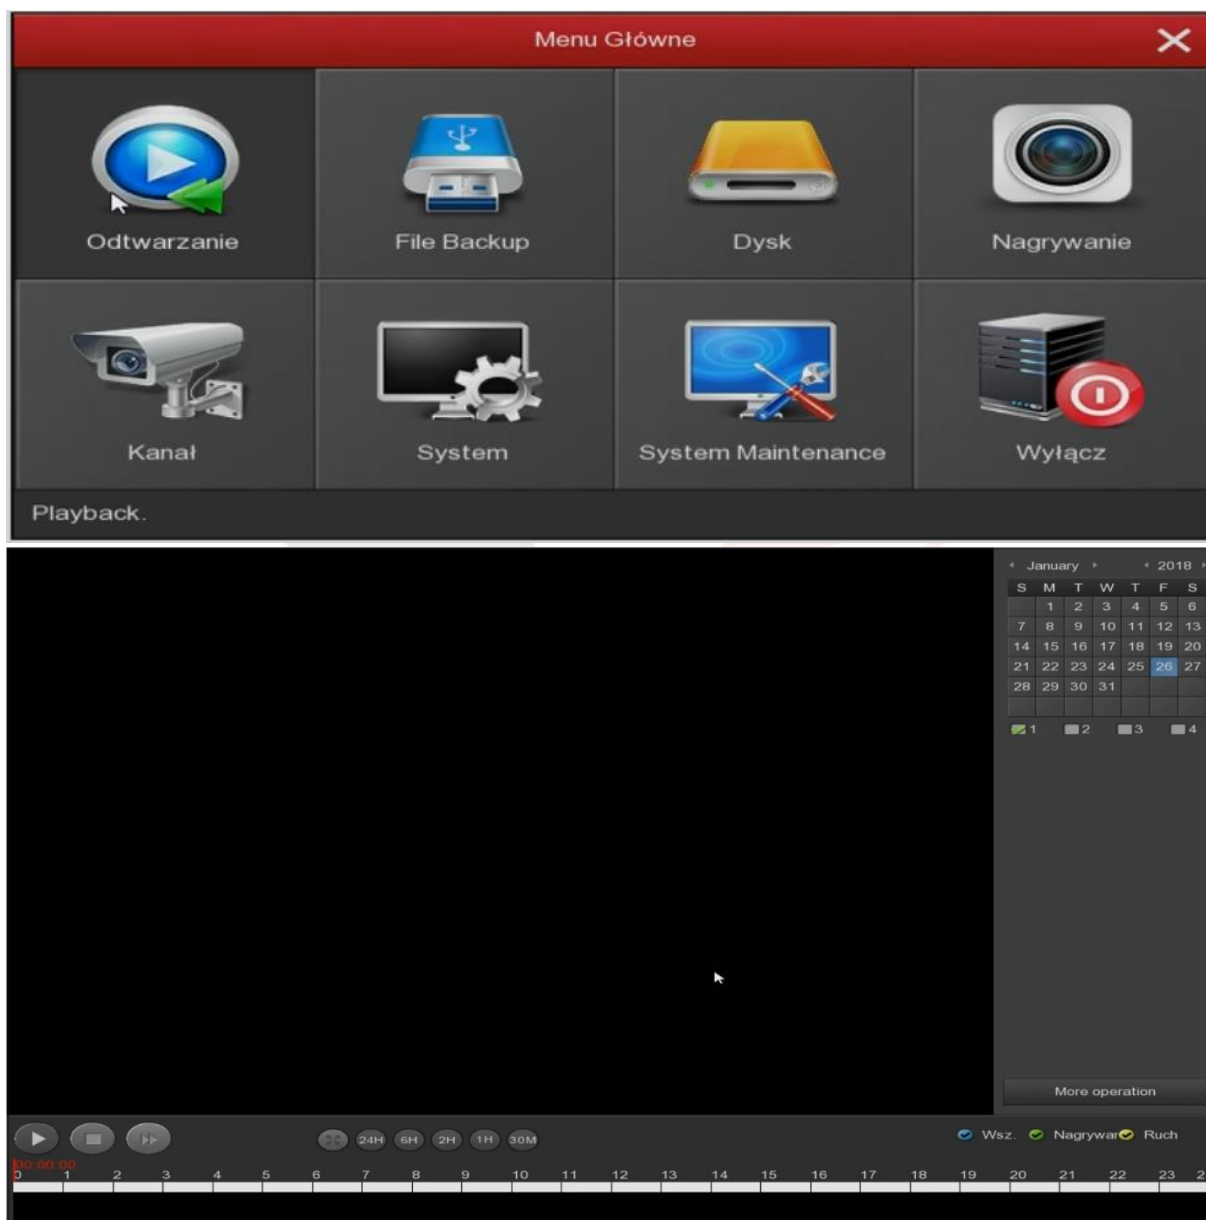 Menu Główne
Odtwarzanie
File Backup
Dysk
Nagrywanie
Kanał
System
System Maintenance
Wyłącz
Playback.
January 2018
S M T W T F S
1 2 3 4 5 6
7 8 9 10 11 12 13
14 15 16 17 18 19 20
21 22 23 24 25 26 27
28 29 30 31
1 2 3 4
More operation
24H 6H 2H 1H 30M
Wsz. Nagrywar Ruch
00:00:00
0 1 2 3 4 5 6 7 8 9 10 11 12 13 14 15 16 17 18 19 20 21 22 23 2